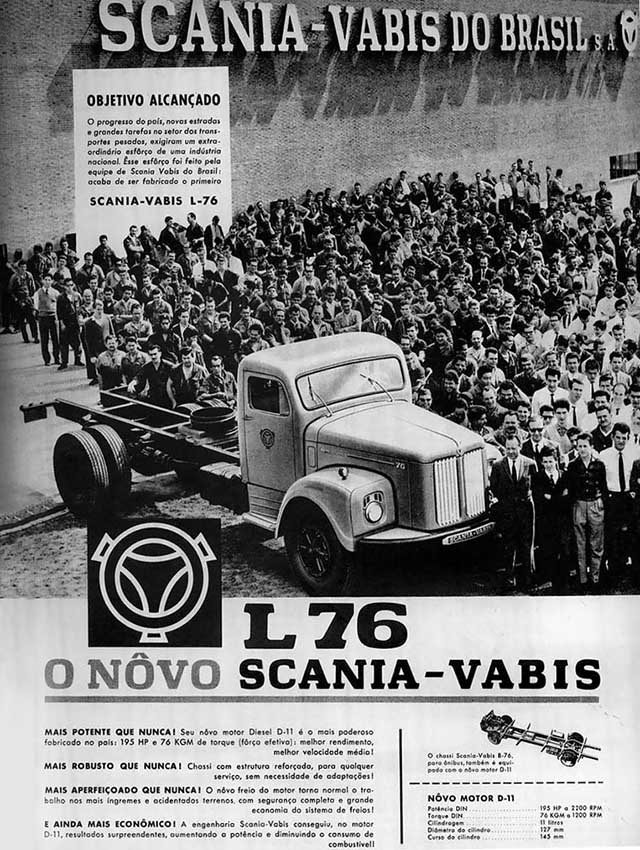 SCANIA-VABIS DO BRASIL S.A.
OBJETIVO ALCANÇADO
O progresso do país, novas estradas
e grandes tarefas no setor dos trans-
portes pesados, exigiram um extra-
ordinário esfôrço de uma indústria
nacional. Êsse esfôrço foi feito pela
equipe de Scania Vabis do Brasil:
acaba de ser fabricado o primeiro
SCANIA-VABIS L-76
76
SCANIA-VABIS
L 76
O NÔVO SCANIA-VABIS
MAIS POTENTE QUE NUNCA! Seu nôvo motor Diesel D-11 é o mais poderoso
fabricado no país: 195 HP e 76 KGM de torque (fôrça efetiva): melhor rendimento,
melhor velocidade média!
MAIS ROBUSTO QUE NUNCA! Chassi com estrutura reforçada, para qualquer
serviço, sem necessidade de adaptações!
MAIS APERFEIÇOADO QUE NUNCA! O nôvo freio do motor torna normal o tra-
balho nos mais íngremes e acidentados terrenos, com segurança completa e grande
economia do sistema de freios!
E AINDA MAIS ECONÔMICO! A engenharia Scania-Vabis conseguiu, no motor
D-11, resultados surpreendentes, aumentando a potência e diminuindo o consumo de
combustível!
O chassi Scania-Vabis B-76,
para ônibus, também é equi-
pado com o nôvo motor D-11
NÔVO MOTOR D-11
Potência DIN 195 HP a 2200 RPM
Torque DIN 76 KGM a 1200 RPM
Cilindragem 11 litros
Diâmetro do cilindro 127 mm
Curso do cilindro 145 mm